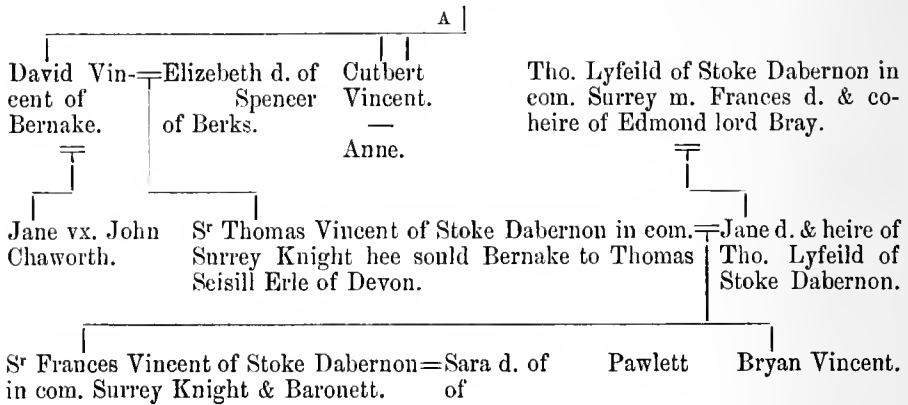 A
David Vin-
cent of
Bernake.
Elizebeth d. of
Spencer
of Berks.
Cutbert
Vincent.
—
Anne.
Tho. Lyfeild of Stoke Dabernon in
com. Surrey m. Frances d. & co-
heire of Edmond lord Bray.
Jane vx. John
Chaworth.
Sr Thomas Vincent of Stoke Dabernon in com.
Surrey Knight hee sould Bernake to Thomas
Seisill Erle of Devon.
Jane d. & heire of
Tho. Lyfeild of
Stoke Dabernon.
Sr Frances Vincent of Stoke Dabernon=Sara d. of Pawlett
in com. Surrey Knight & Baronett. of
Bryan Vincent.